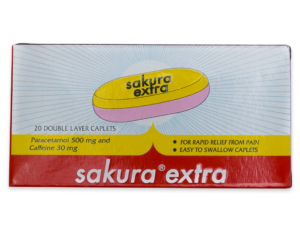 sakura
extra
20 DOUBLE LAYER CAPLETS
Paracetamol 500 mg and
Caffeine 30 mg
• FOR RAPID RELIEF FROM PAIN
• EASY TO SWALLOW CAPLETS
sakura® extra